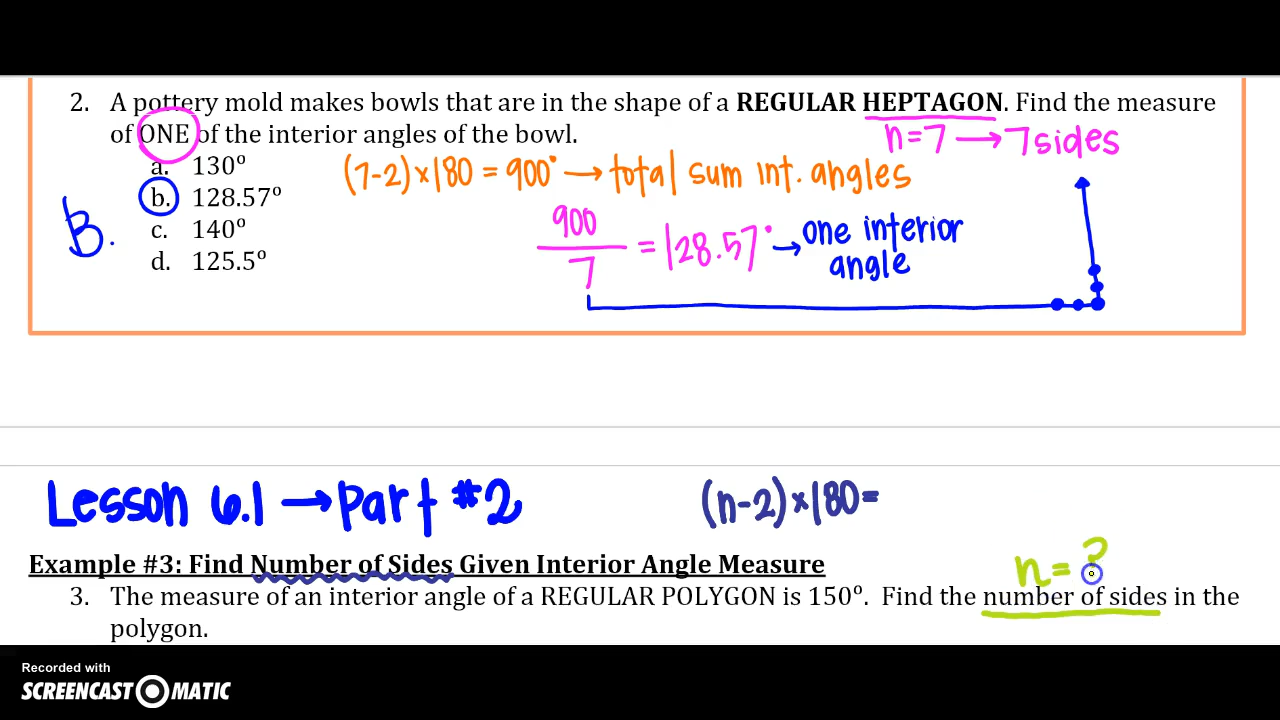 2. A pottery mold makes bowls that are in the shape of a REGULAR HEPTAGON. Find the measure
of ONE of the interior angles of the bowl.
n=7 → 7 sides
a. 130°
(7-2)×180 = 900° → total sum int. angles
b. 128.57°
B.
c. 140°
d. 125.5°
900
7
= 128.57° → one interior
angle
Lesson 6.1 → part #2
(n-2)×180=
Example #3: Find Number of Sides Given Interior Angle Measure
n=?
3. The measure of an interior angle of a REGULAR POLYGON is 150°. Find the number of sides in the
polygon.
Recorded with
SCREENCAST-O-MATIC